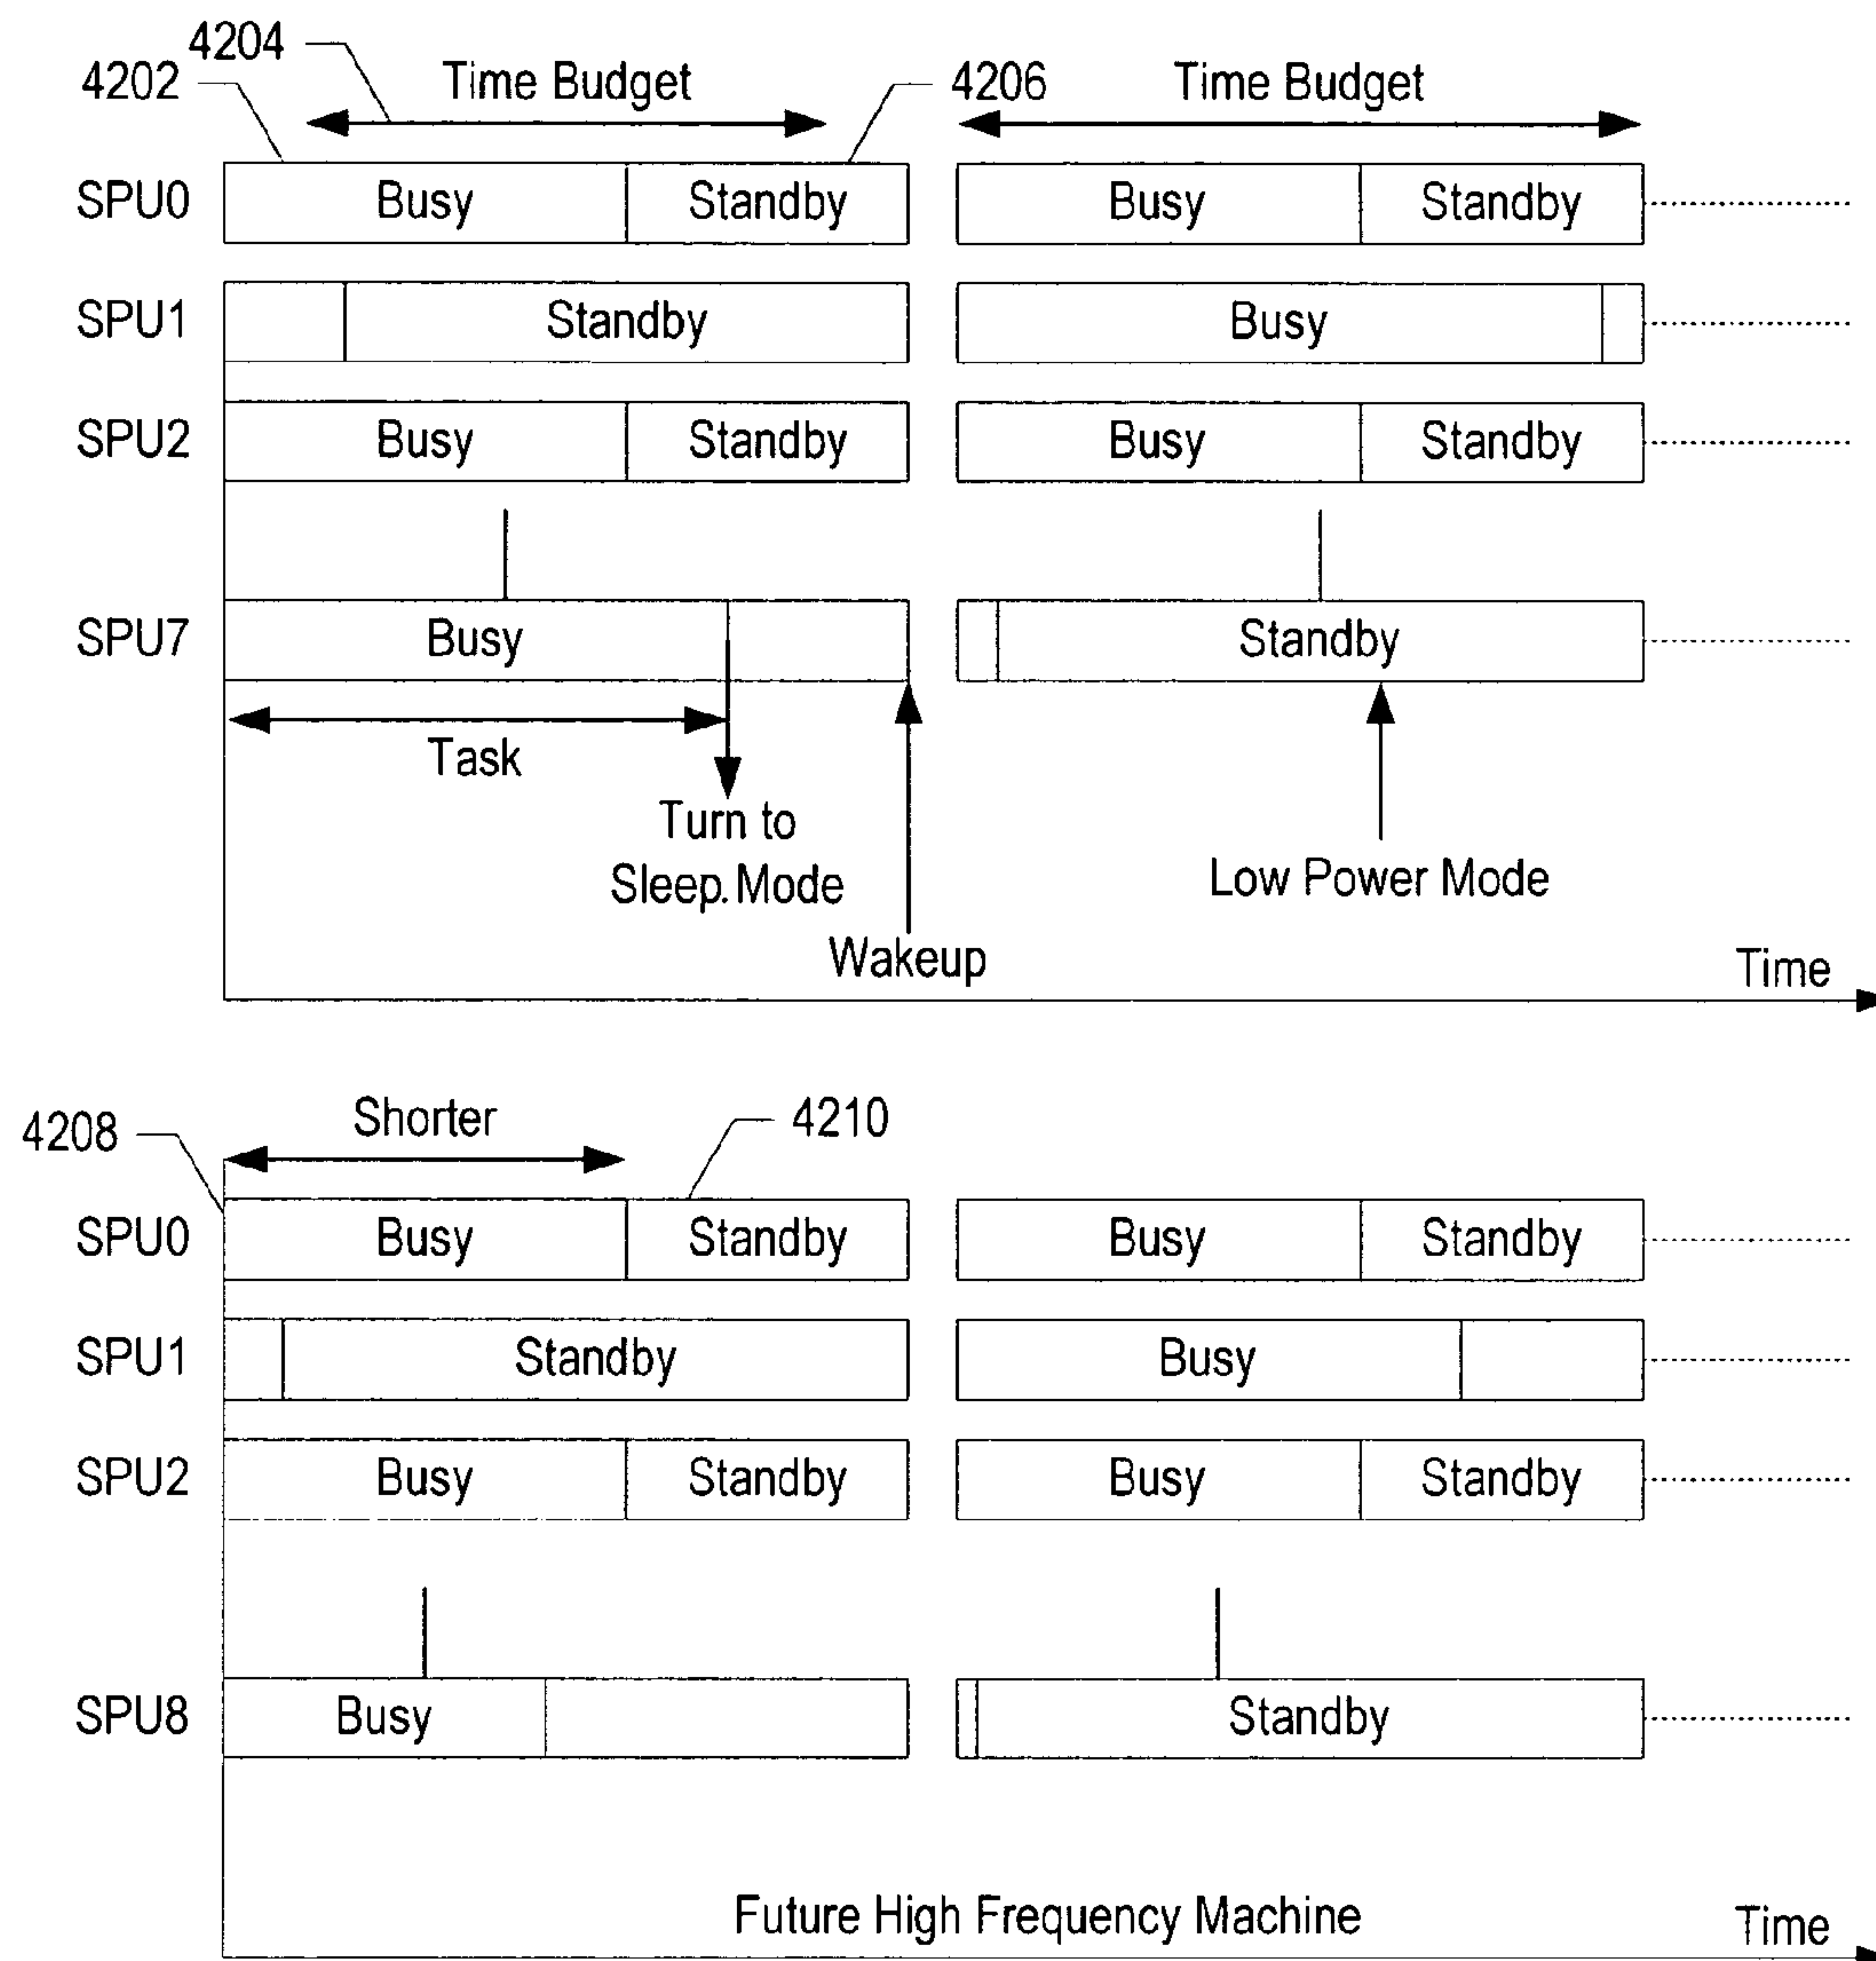 4204
4202 Time Budget 4206 Time Budget
SPU0 Busy Standby Busy Standby
SPU1 Standby Busy
SPU2 Busy Standby Busy Standby
SPU7 Busy Standby
Task
Turn to
Sleep. Mode
Low Power Mode
Wakeup
Time
4208 Shorter 4210
SPU0 Busy Standby Busy Standby
SPU1 Standby Busy
SPU2 Busy Standby Busy Standby
SPU8 Busy Standby
Future High Frequency Machine Time